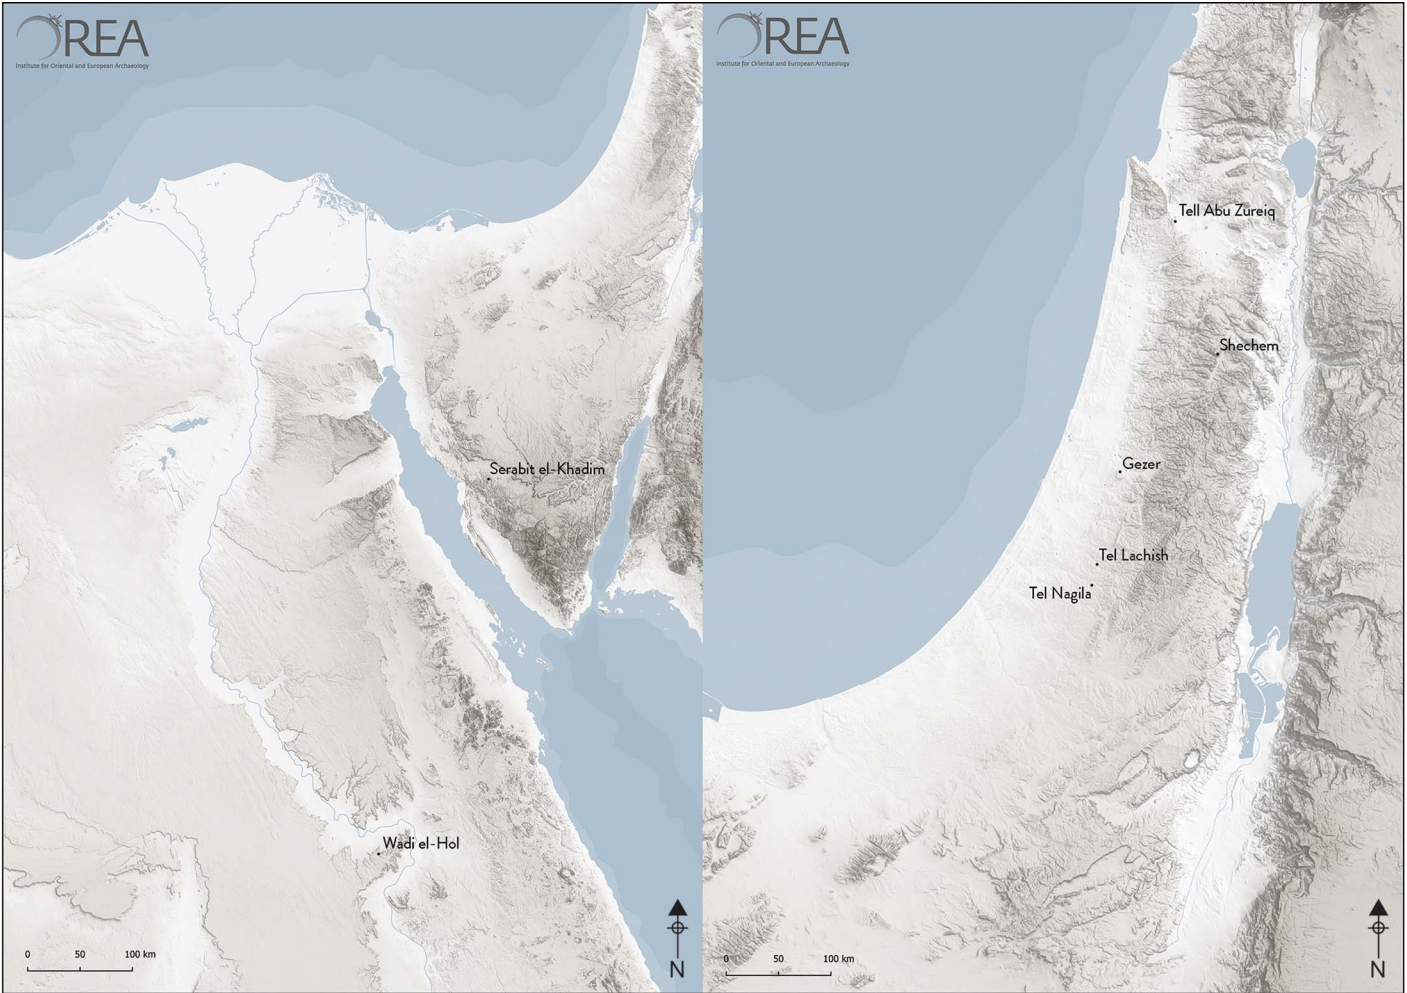 OREA
Institute for Oriental and European Archaeology
Serabit el-Khadim
Wadi el-Hol
0 50 100 km
N
OREA
Institute for Oriental and European Archaeology
Tell Abu Zureiq
Shechem
Gezer
Tel Lachish
Tel Nagila
0 50 100 km
N